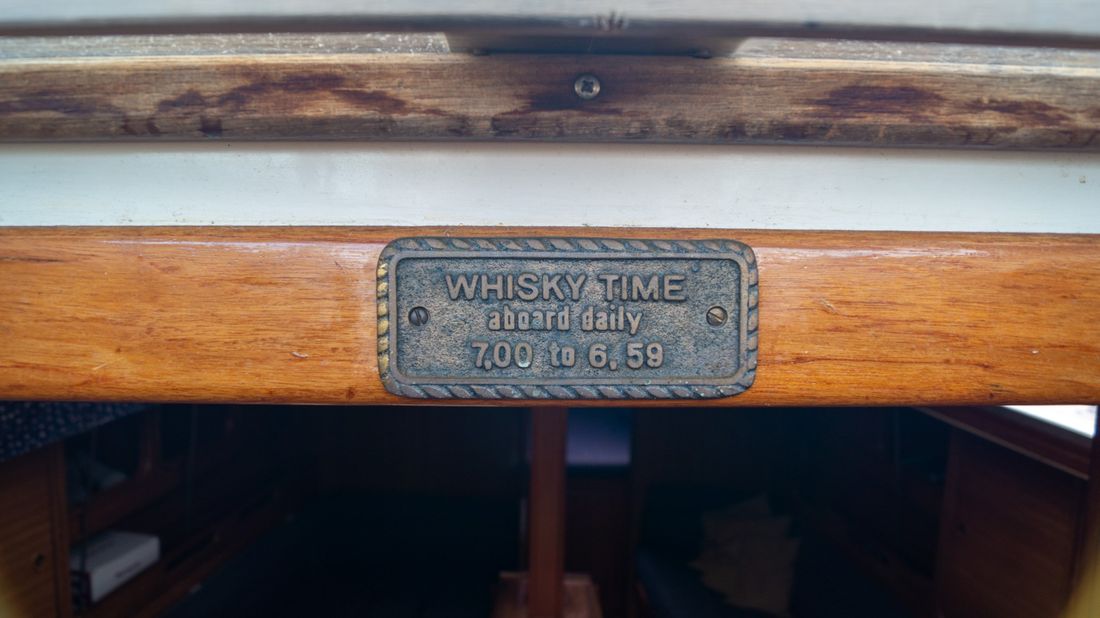 WHISKY TIME
aboard daily
7,00 to 6,59